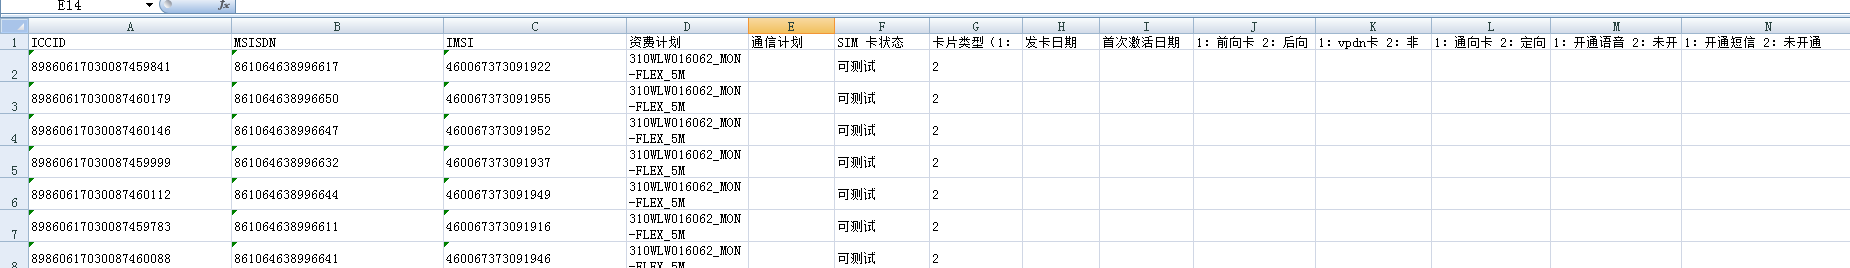 E14 fx
A B C D E F G H I J K L M N
1 ICCID MSISDN IMSI 资费计划 通信计划 SIM 卡状态 卡片类型（1: 发卡日期 首次激活日期 1: 前向卡 2: 后向 1: vpdn卡 2: 非 1: 通向卡 2: 定向 1: 开通语音 2: 未开 1: 开通短信 2: 未开通
2 89860617030087459841 861064638996617 460067373091922 310WLW016062_MON 可测试 2
-FLEX_5M
3 89860617030087460179 861064638996650 460067373091955 310WLW016062_MON 可测试 2
-FLEX_5M
4 89860617030087460146 861064638996647 460067373091952 310WLW016062_MON 可测试 2
-FLEX_5M
5 89860617030087459999 861064638996632 460067373091937 310WLW016062_MON 可测试 2
-FLEX_5M
6 89860617030087460112 861064638996644 460067373091949 310WLW016062_MON 可测试 2
-FLEX_5M
7 89860617030087459783 861064638996611 460067373091916 310WLW016062_MON 可测试 2
-FLEX_5M
8 89860617030087460088 861064638996641 460067373091946 310WLW016062_MON 可测试 2
-FLEX_5M